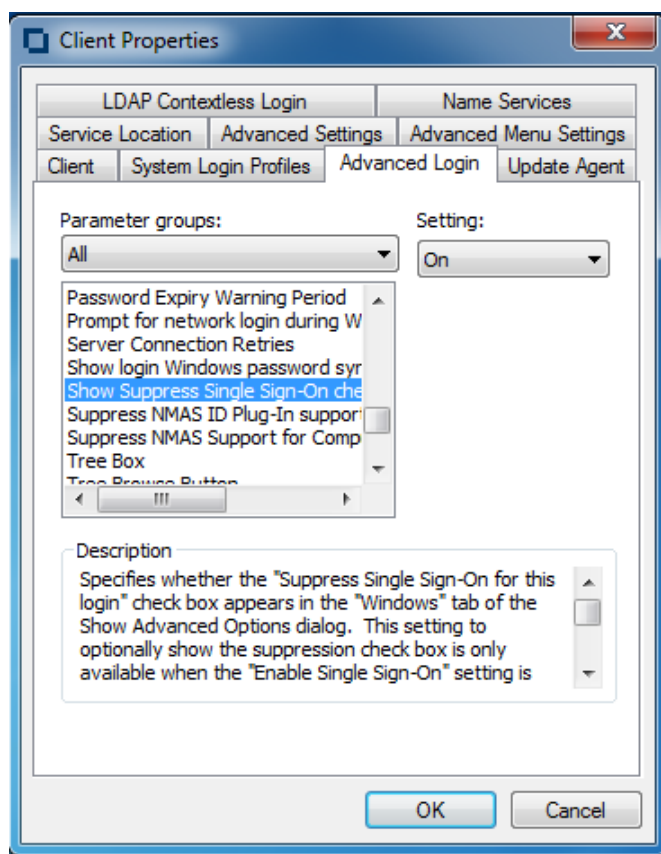 Client Properties
LDAP Contextless Login Name Services
Service Location Advanced Settings Advanced Menu Settings
Client System Login Profiles Advanced Login Update Agent
Parameter groups: Setting:
All On
Password Expiry Warning Period
Prompt for network login during W
Server Connection Retries
Show login Windows password syr
Show Suppress Single Sign-On che
Suppress NMAS ID Plug-In support
Suppress NMAS Support for Comp
Tree Box
Tree Browse Button
Description
Specifies whether the "Suppress Single Sign-On for this
login" check box appears in the "Windows" tab of the
Show Advanced Options dialog. This setting to
optionally show the suppression check box is only
available when the "Enable Single Sign-On" setting is
OK Cancel